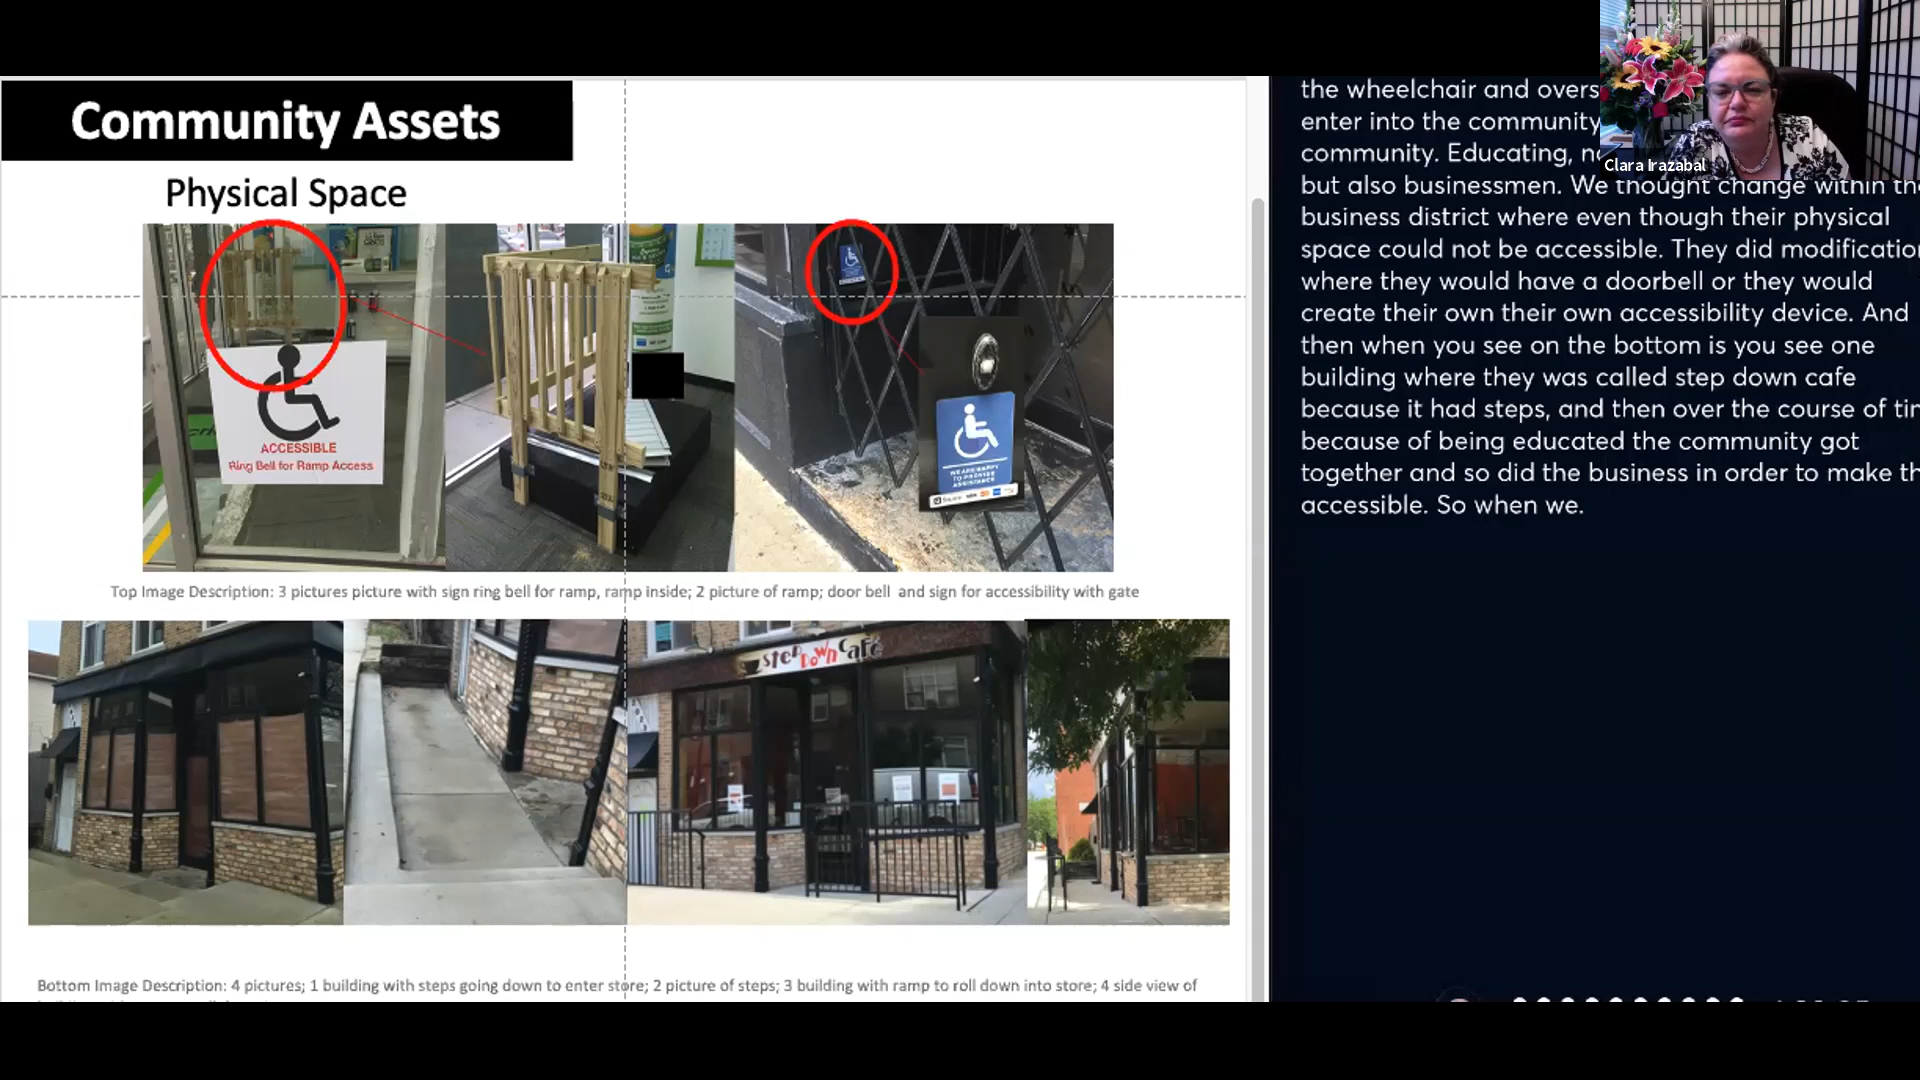 Community Assets
Physical Space
ACCESSIBLE
Ring Bell for Ramp Access
WE ARE HAPPY
TO PROVIDE
ASSISTANCE
Square
Top Image Description: 3 pictures picture with sign ring bell for ramp, ramp inside; 2 picture of ramp; door bell and sign for accessibility with gate
step DOWN Cafe
Bottom Image Description: 4 pictures; 1 building with steps going down to enter store; 2 picture of steps; 3 building with ramp to roll down into store; 4 side view of
the wheelchair and overs
enter into the community
community. Educating,
but also businessmen. We thought change within
business district where even though their physical
space could not be accessible. They did modification
where they would have a doorbell or they would
create their own their own accessibility device. And
then when you see on the bottom is you see one
building where they was called step down cafe
because it had steps, and then over the course of
because of being educated the community got
together and so did the business in order to make
accessible. So when we.
Clara Irazabal